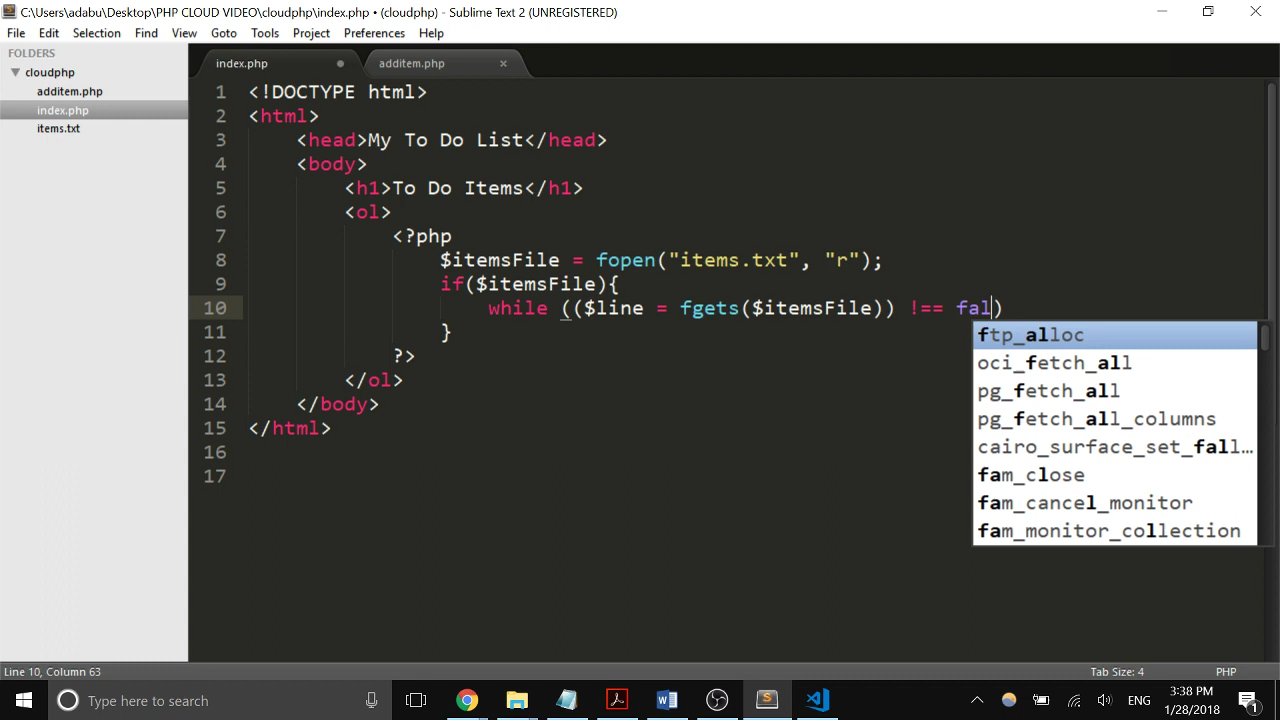 C:\Users\adabu\Desktop\PHP CLOUD VIDEO\cloudphp\index.php • (cloudphp) - Sublime Text 2 (UNREGISTERED)
File Edit Selection Find View Goto Tools Project Preferences Help
FOLDERS
cloudphp
additem.php
index.php
items.txt
index.php additem.php
1 <!DOCTYPE html>
2 <html>
3 <head>My To Do List</head>
4 <body>
5 <h1>To Do Items</h1>
6 <ol>
7 <?php
8 $itemsFile = fopen("items.txt", "r");
9 if($itemsFile){
10 while (($line = fgets($itemsFile)) !== fal)
11 }
12 ?>
13 </ol>
14 </body>
15 </html>
16
17
ftp_alloc
oci_fetch_all
pg_fetch_all
pg_fetch_all_columns
cairo_surface_set_fall…
fam_close
fam_cancel_monitor
fam_monitor_collection
Line 10, Column 63 Tab Size: 4 PHP
Type here to search ENG 3:38 PM
1/28/2018 1